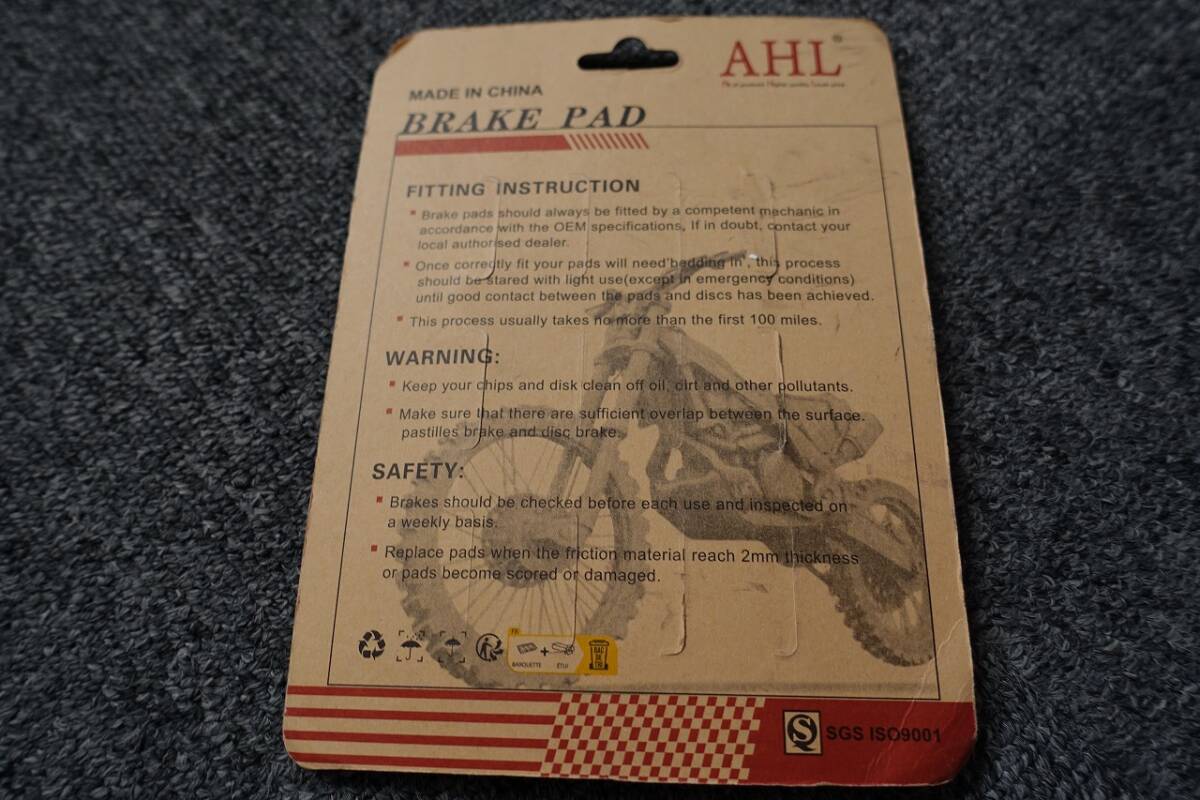 AHL®
MADE IN CHINA
BRAKE PAD
FITTING INSTRUCTION
Brake pads should always be fitted by a competent mechanic in
accordance with the OEM specifications, If in doubt, contact your
local authorised dealer.
Once correctly fit your pads will need'bedding in', this process
should be stared with light use(except in emergency conditions)
until good contact between the pads and discs has been achieved.
This process usually takes no more than the first 100 miles.
WARNING:
Keep your chips and disk clean off oil, dirt and other pollutants.
Make sure that there are sufficient overlap between the surface.
pastilles brake and disc brake.
SAFETY:
Brakes should be checked before each use and inspected on
a weekly basis.
Replace pads when the friction material reach 2mm thickness
or pads become scored or damaged.
FR
+
BARQUETTE
ÉTUI
BAC
DE
TRI
SGS ISO9001